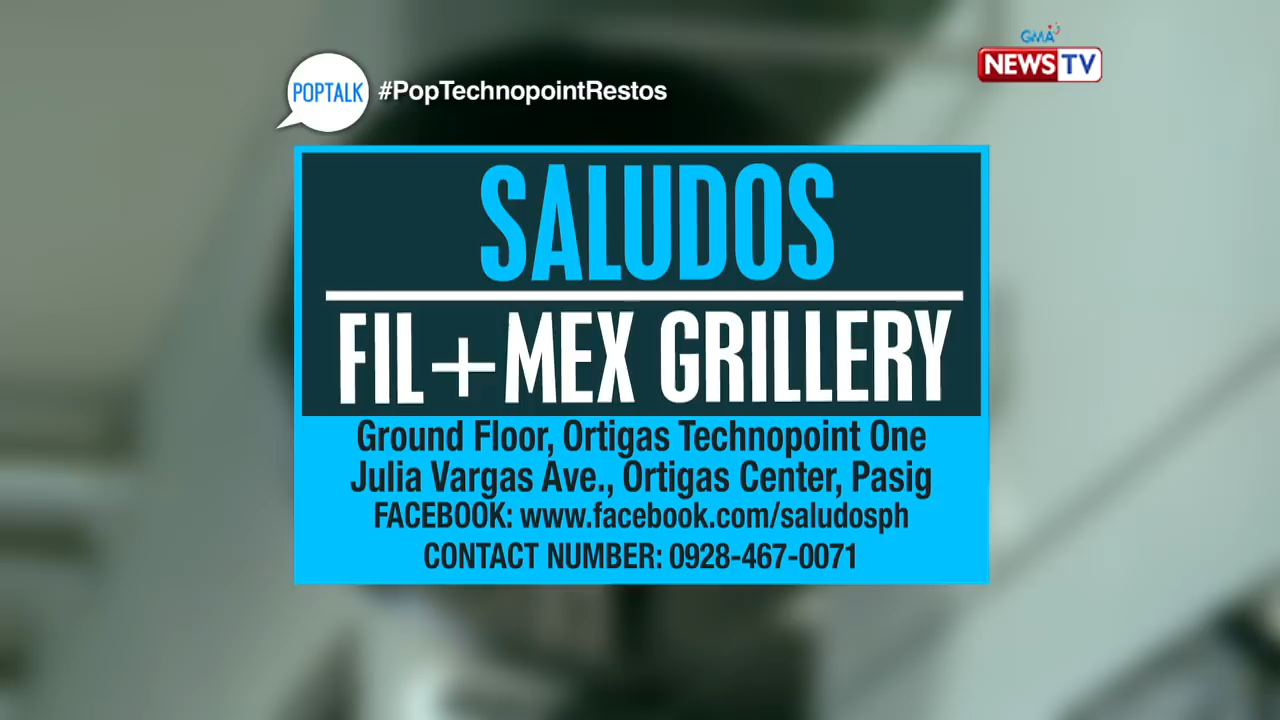 GMA
NEWS TV
POPTALK #PopTechnopointRestos
SALUDOS
FIL+MEX GRILLERY
Ground Floor, Ortigas Technopoint One
Julia Vargas Ave., Ortigas Center, Pasig
FACEBOOK: www.facebook.com/saludosph
CONTACT NUMBER: 0928-467-0071